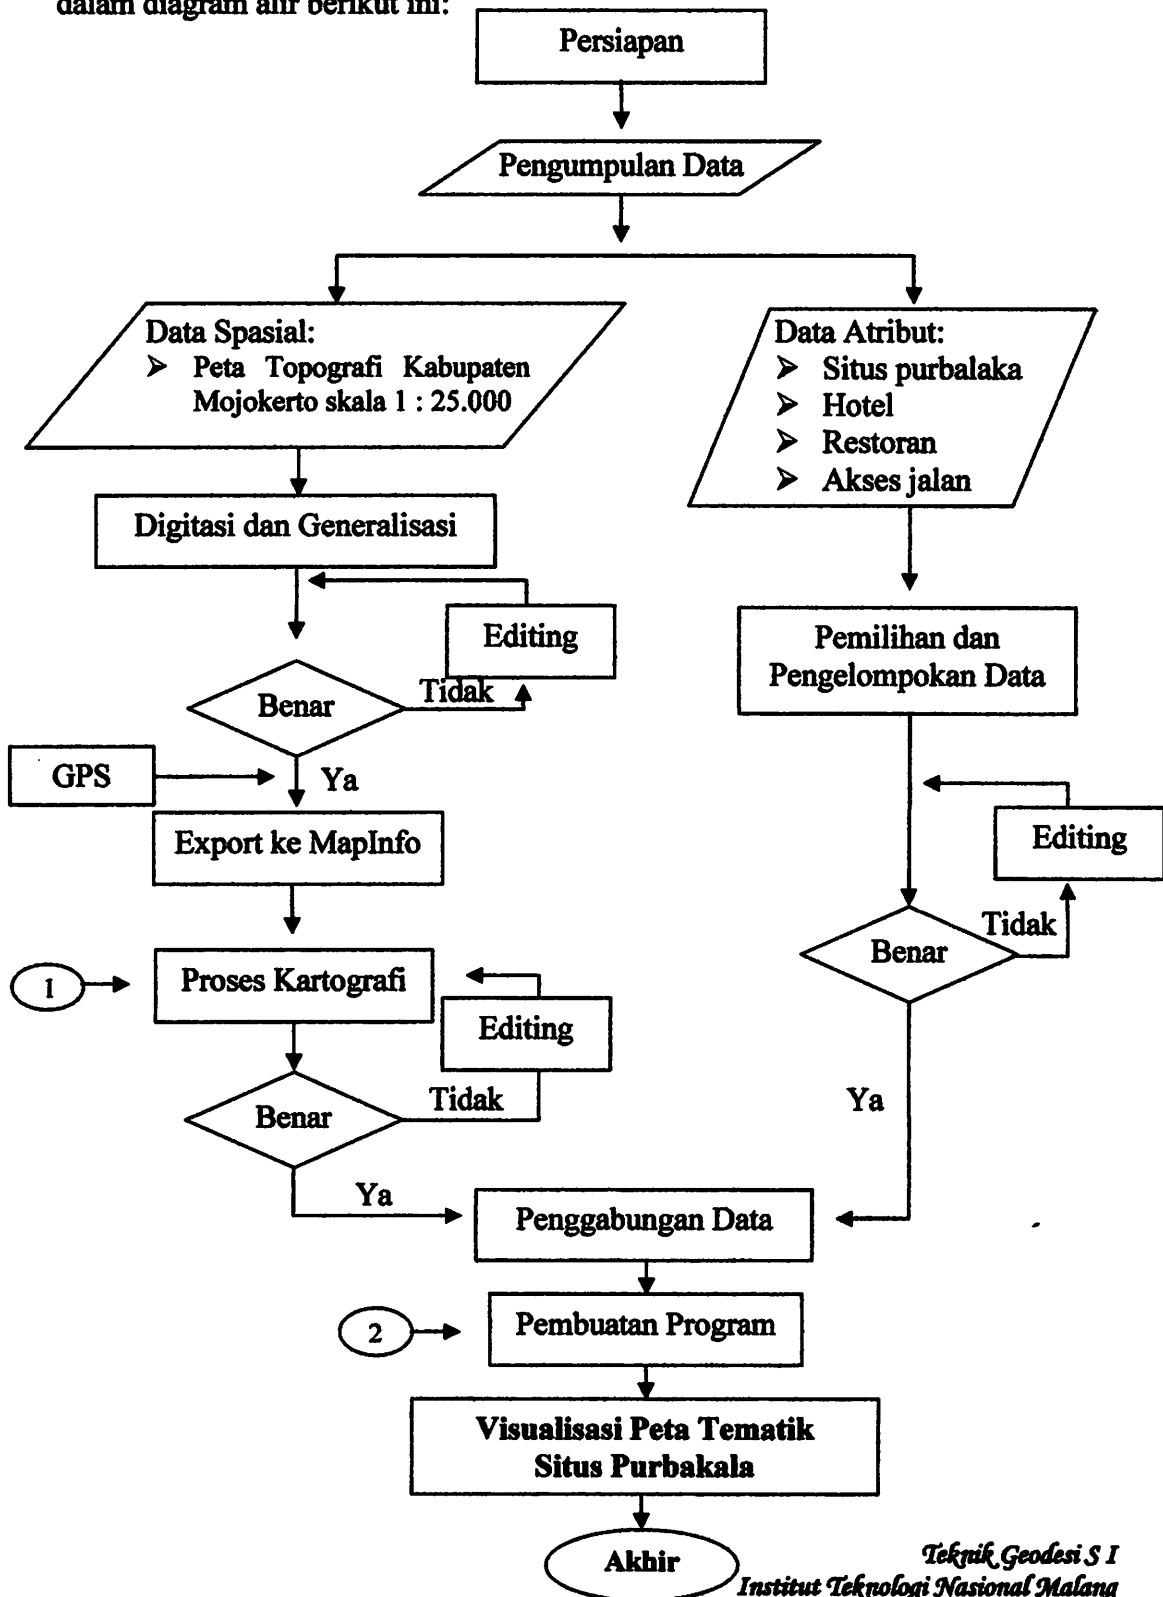 dalam diagram alir berikut ini:
Persiapan
Pengumpulan Data
Data Spasial:
➢ Peta Topografi Kabupaten
Mojokerto skala 1 : 25.000
Data Atribut:
➢ Situs purbalaka
➢ Hotel
➢ Restoran
➢ Akses jalan
Digitasi dan Generalisasi
Editing
Tidak
Benar
GPS
Ya
Export ke MapInfo
Pemilihan dan
Pengelompokan Data
Editing
Tidak
Benar
Ya
1
Proses Kartografi
Editing
Tidak
Benar
Ya
Penggabungan Data
2
Pembuatan Program
Visualisasi Peta Tematik
Situs Purbakala
Akhir
Teknik Geodesi S I
Institut Teknologi Nasional Malang